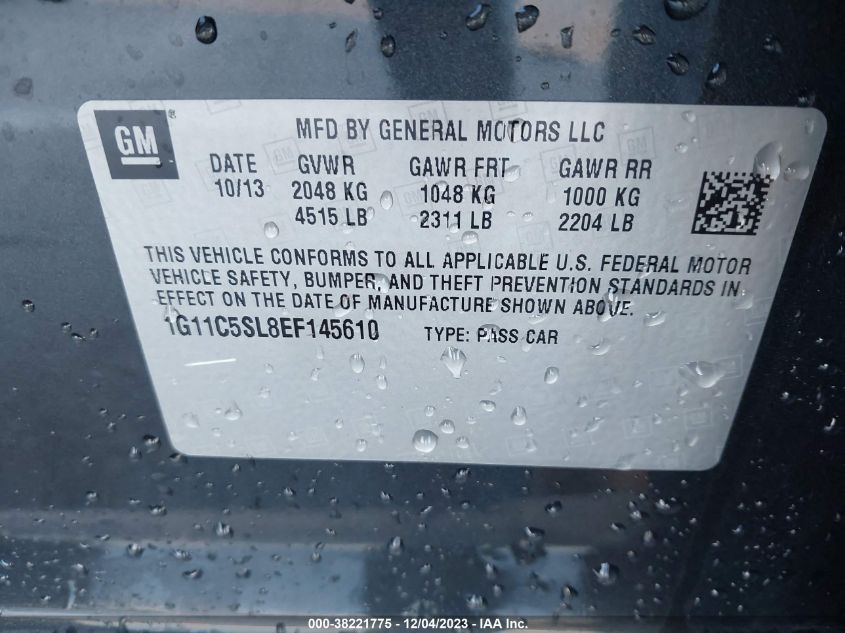 GM
MFD BY GENERAL MOTORS LLC
DATE GVWR GAWR FRT GAWR RR
10/13 2048 KG 1048 KG 1000 KG
4515 LB 2311 LB 2204 LB
THIS VEHICLE CONFORMS TO ALL APPLICABLE U.S. FEDERAL MOTOR
VEHICLE SAFETY, BUMPER, AND THEFT PREVENTION STANDARDS IN
EFFECT ON THE DATE OF MANUFACTURE SHOWN ABOVE.
1G11C5SL8EF145610 TYPE: PASS CAR
000-38221775 - 12/04/2023 - IAA Inc.